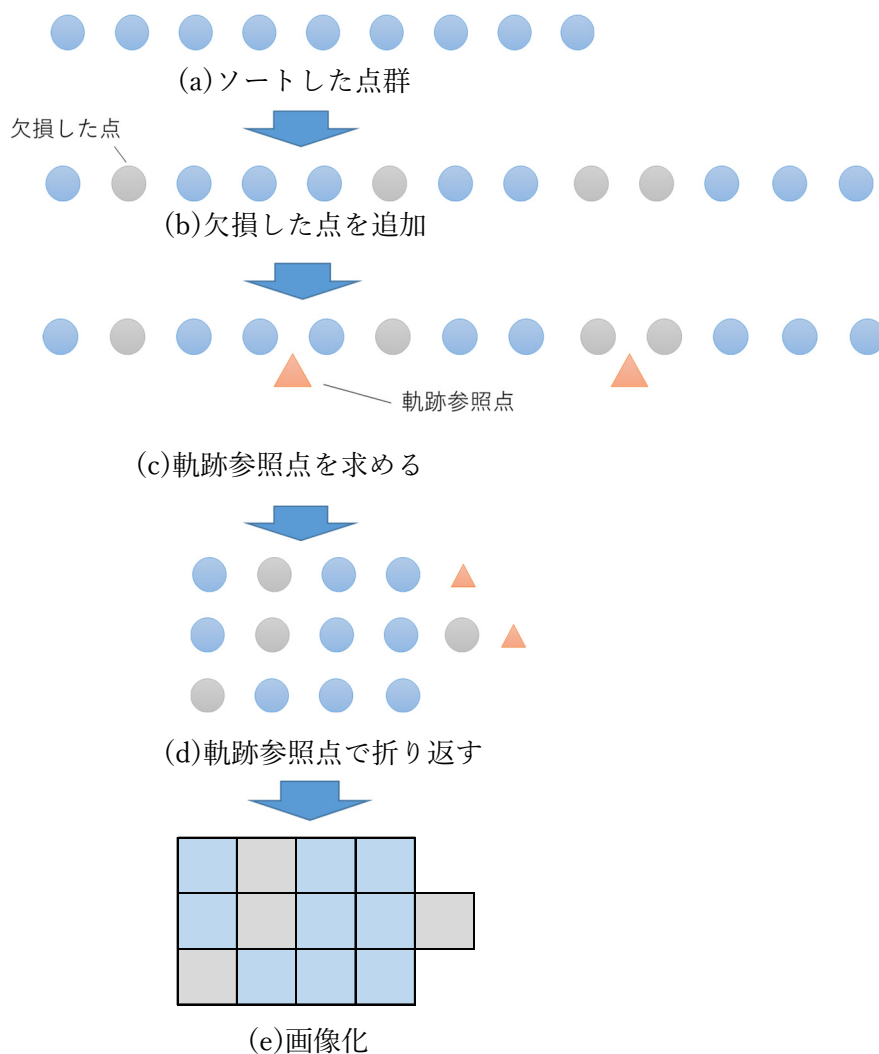 (a)ソートした点群
欠損した点
(b)欠損した点を追加
軌跡参照点
(c)軌跡参照点を求める
(d)軌跡参照点で折り返す
(e)画像化